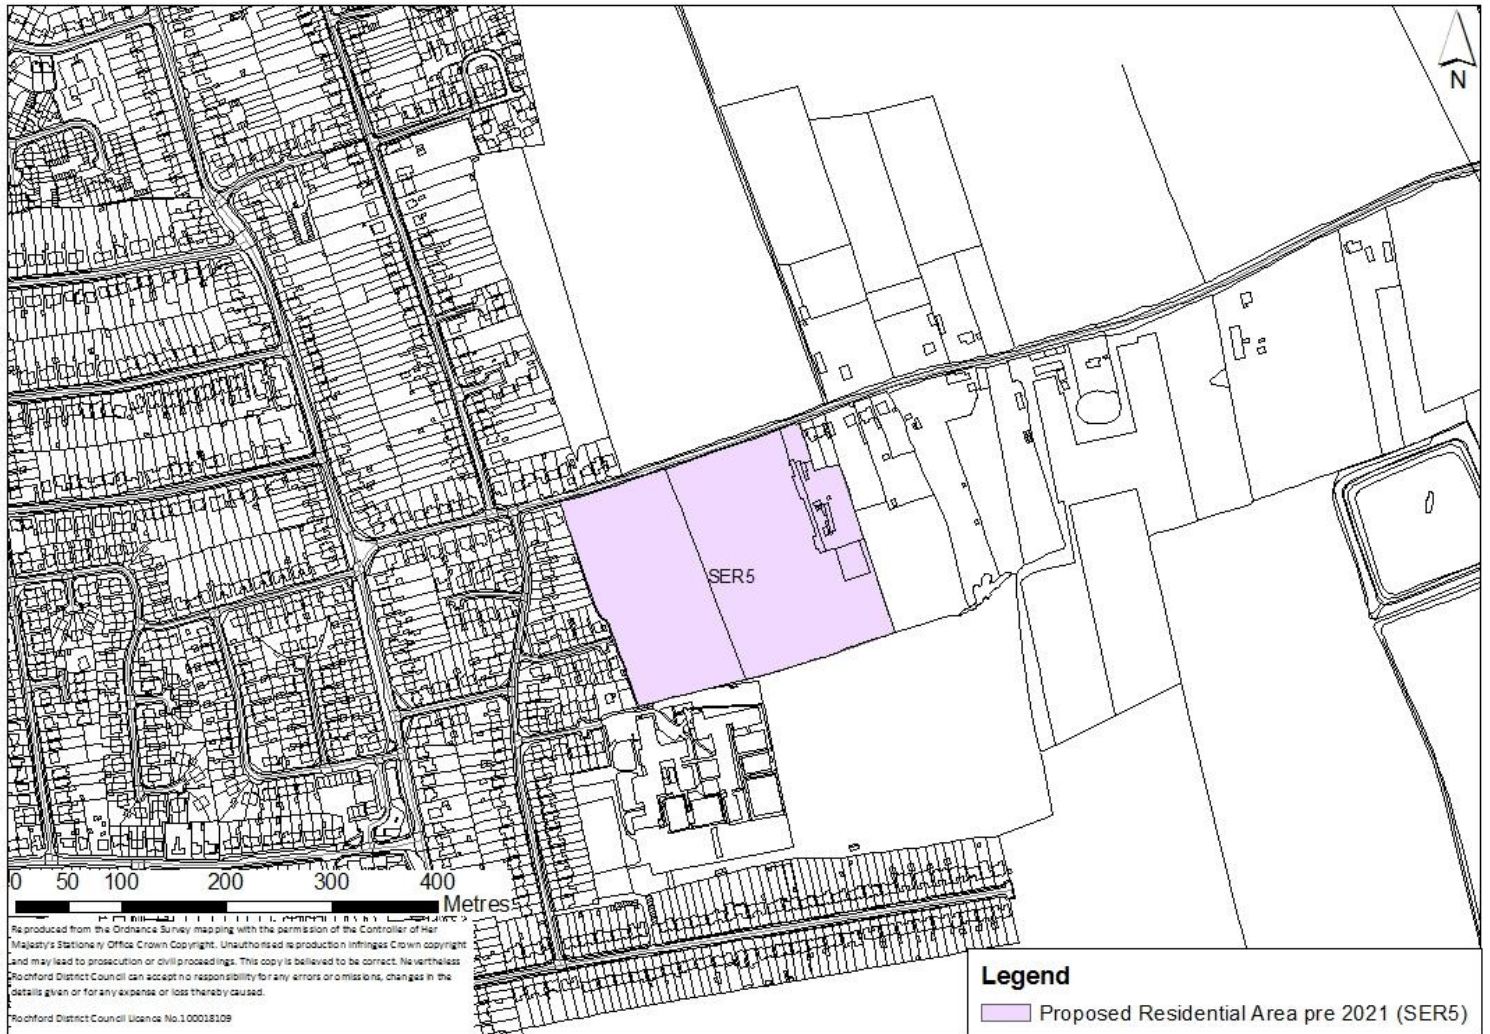 N
SER5
0 50 100 200 300 400
Metres
Reproduced from the Ordnance Survey mapping with the permission of the Controller of Her
Majesty's Stationery Office Crown Copyright. Unauthorised reproduction infringes Crown copyright
and may lead to prosecution or civil proceedings. This copy is believed to be correct. Nevertheless
Rochford District Council can accept no responsibility for any errors or omissions, changes in the
details given or for any expense or loss thereby caused.
Rochford District Council Licence No.100018109
Legend
Proposed Residential Area pre 2021 (SER5)